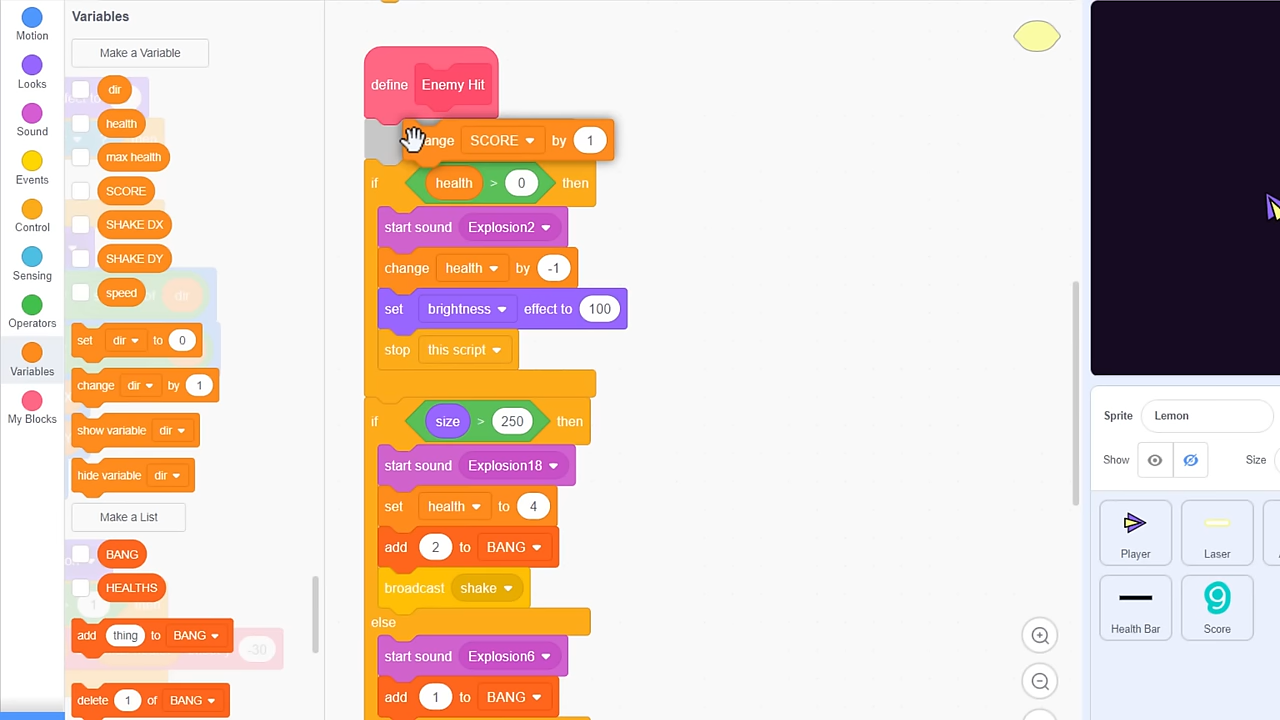 Motion
Looks
Sound
Events
Control
Sensing
Operators
Variables
My Blocks
Variables
Make a Variable
dir
health
max health
SCORE
SHAKE DX
SHAKE DY
speed
set dir to 0
change dir by 1
show variable dir
hide variable dir
Make a List
BANG
HEALTHS
add thing to BANG
delete 1 of BANG
dir
1
-30
define Enemy Hit
ange SCORE by 1
if health > 0 then
start sound Explosion2
change health by -1
set brightness effect to 100
stop this script
if size > 250 then
start sound Explosion18
set health to 4
add 2 to BANG
broadcast shake
else
start sound Explosion6
add 1 to BANG
Sprite Lemon
Show Size
Player
Laser
Health Bar
9
Score